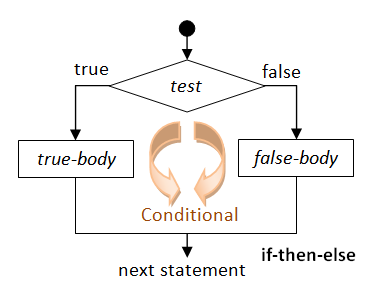 true
false
test
true-body
false-body
Conditional
if-then-else
next statement